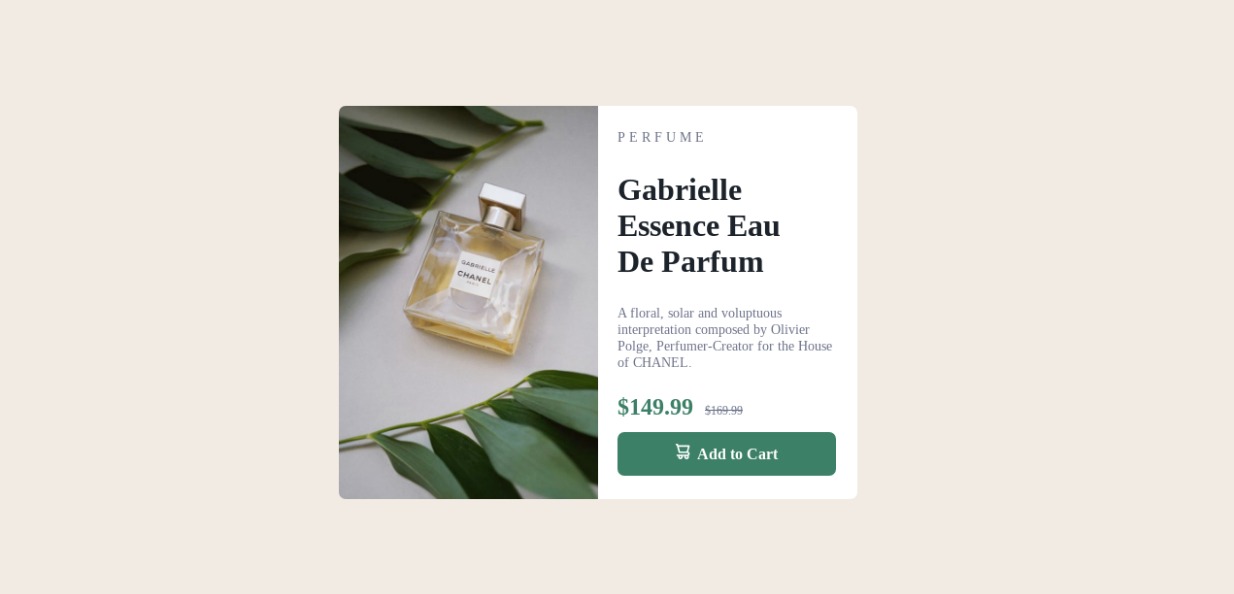 PERFUME
Gabrielle
Essence Eau
De Parfum
A floral, solar and voluptuous
interpretation composed by Olivier
Polge, Perfumer-Creator for the House
of CHANEL.
$149.99 $169.99
Add to Cart
GABRIELLE
CHANEL